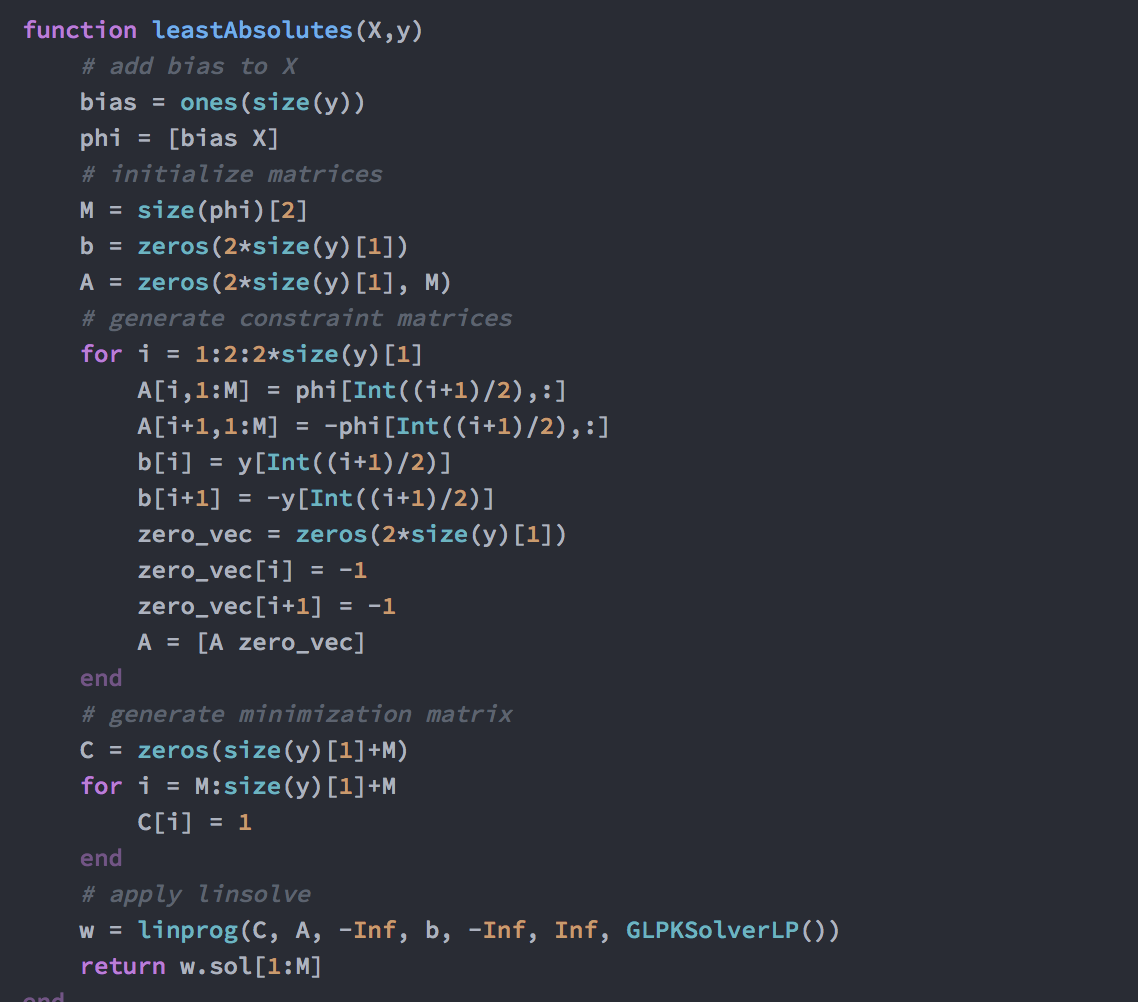 function leastAbsolutes(X,y)
    # add bias to X
    bias = ones(size(y))
    phi = [bias X]
    # initialize matrices
    M = size(phi)[2]
    b = zeros(2*size(y)[1])
    A = zeros(2*size(y)[1], M)
    # generate constraint matrices
    for i = 1:2:2*size(y)[1]
        A[i,1:M] = phi[Int((i+1)/2),:]
        A[i+1,1:M] = -phi[Int((i+1)/2),:]
        b[i] = y[Int((i+1)/2)]
        b[i+1] = -y[Int((i+1)/2)]
        zero_vec = zeros(2*size(y)[1])
        zero_vec[i] = -1
        zero_vec[i+1] = -1
        A = [A zero_vec]
    end
    # generate minimization matrix
    C = zeros(size(y)[1]+M)
    for i = M:size(y)[1]+M
        C[i] = 1
    end
    # apply linsolve
    w = linprog(C, A, -Inf, b, -Inf, Inf, GLPKSolverLP())
    return w.sol[1:M]
end